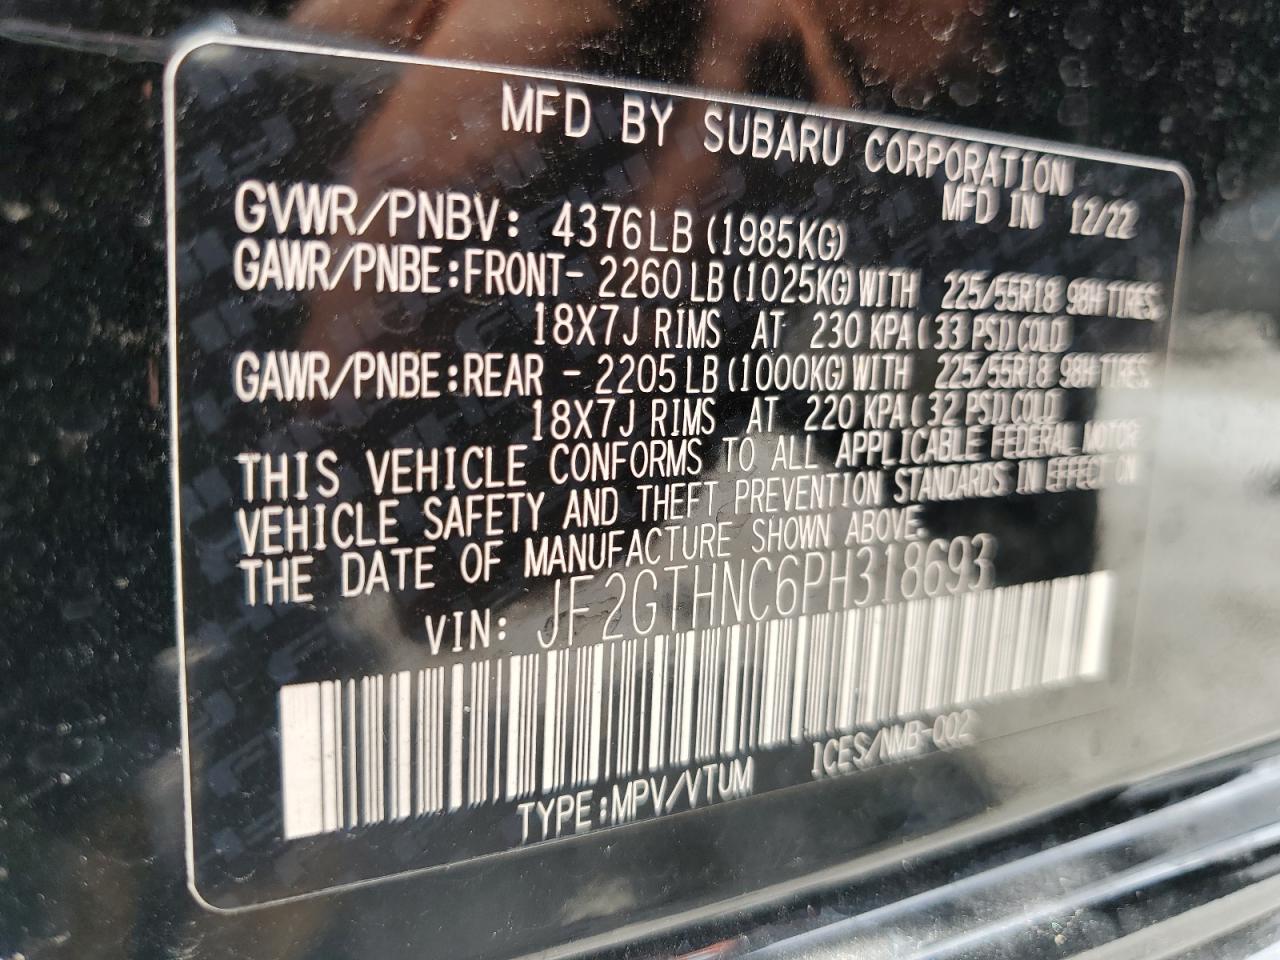 MFD BY SUBARU CORPORATION
MFD IN 12/22
GVWR/PNBV: 4376LB (1985KG)
GAWR/PNBE:FRONT- 2260 LB (1025KG) WITH 225/55R18 98H TIRES,
18X7J RIMS AT 230 KPA (33 PSI) COLD
GAWR/PNBE:REAR - 2205 LB (1000KG) WITH 225/55R18 98H TIRES,
18X7J RIMS AT 220 KPA (32 PSI) COLD
THIS VEHICLE CONFORMS TO ALL APPLICABLE FEDERAL MOTOR
VEHICLE SAFETY AND THEFT PREVENTION STANDARDS IN EFFECT ON
THE DATE OF MANUFACTURE SHOWN ABOVE.
VIN: JF2GTHNC6PH318693
TYPE:MPV/VTUM ICES/NMB-002